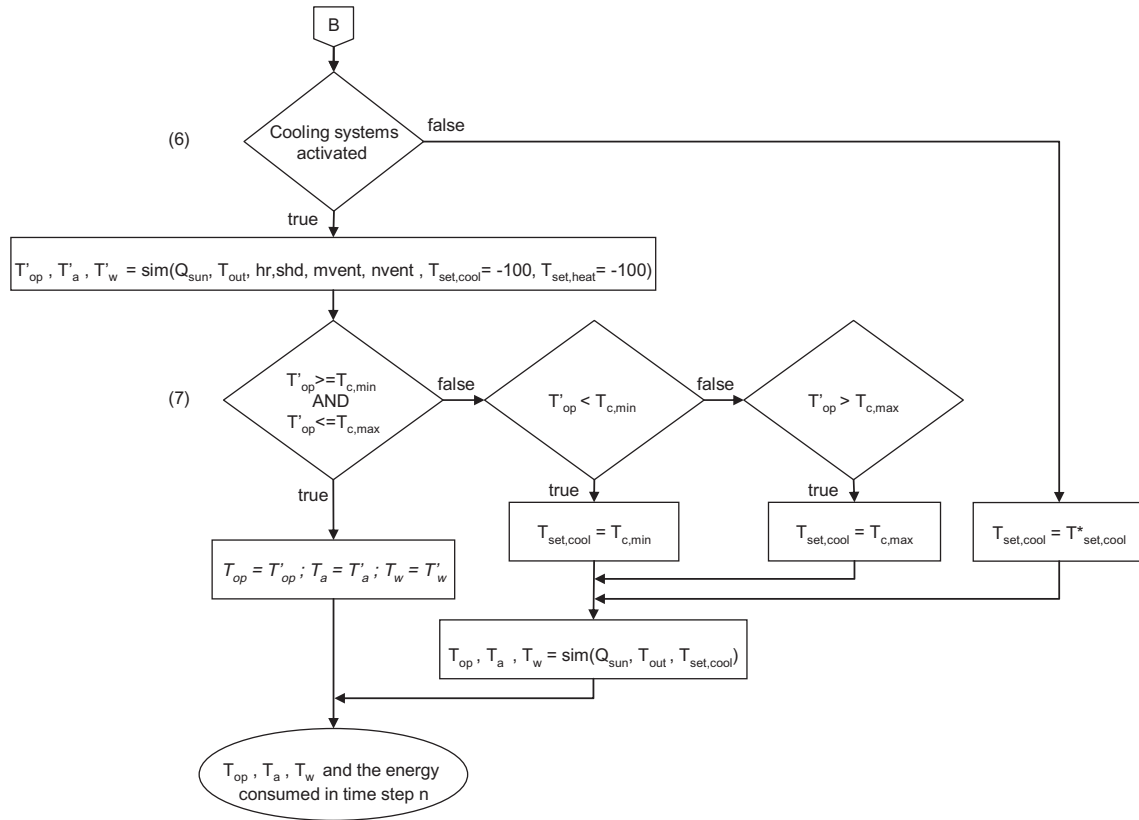 B
(6)
Cooling systems
activated
false
true
T'op , T'a , T'w = sim(Qsun, Tout, hr,shd, mvent, nvent , Tset,cool= -100, Tset,heat= -100)
(7)
T'op>=Tc,min
AND
T'op<=Tc,max
false
T'op < Tc,min
false
T'op > Tc,max
true
true
true
Tset,cool = Tc,min
Tset,cool = Tc,max
Tset,cool = T*set,cool
Top = T'op ; Ta = T'a ; Tw = T'w
Top , Ta , Tw = sim(Qsun, Tout , Tset,cool)
Top , Ta , Tw and the energy
consumed in time step n